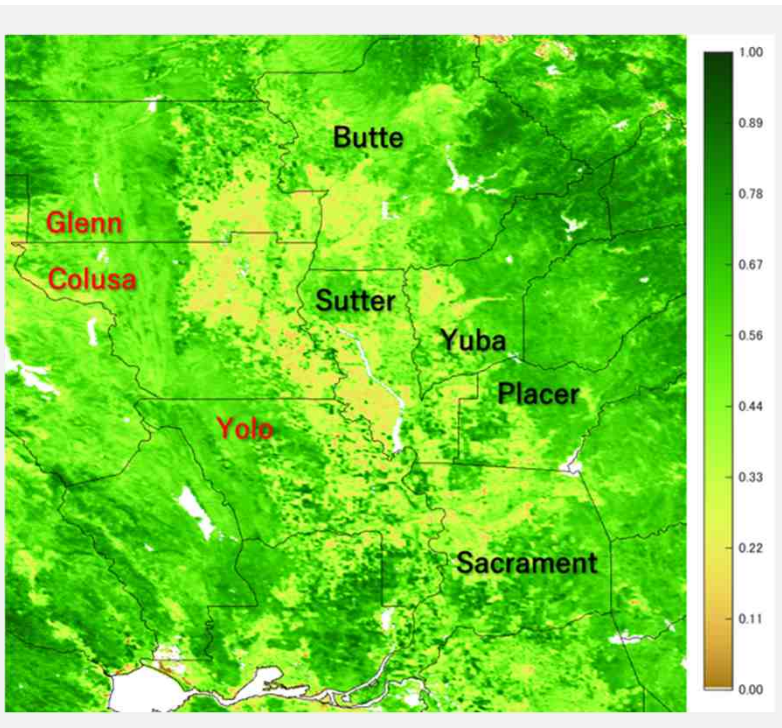 1.00
Butte
0.89
0.78
Glenn
0.67
Colusa
Sutter
0.56
Yuba
Placer
0.44
Yolo
0.33
0.22
Sacrament
0.11
0.00